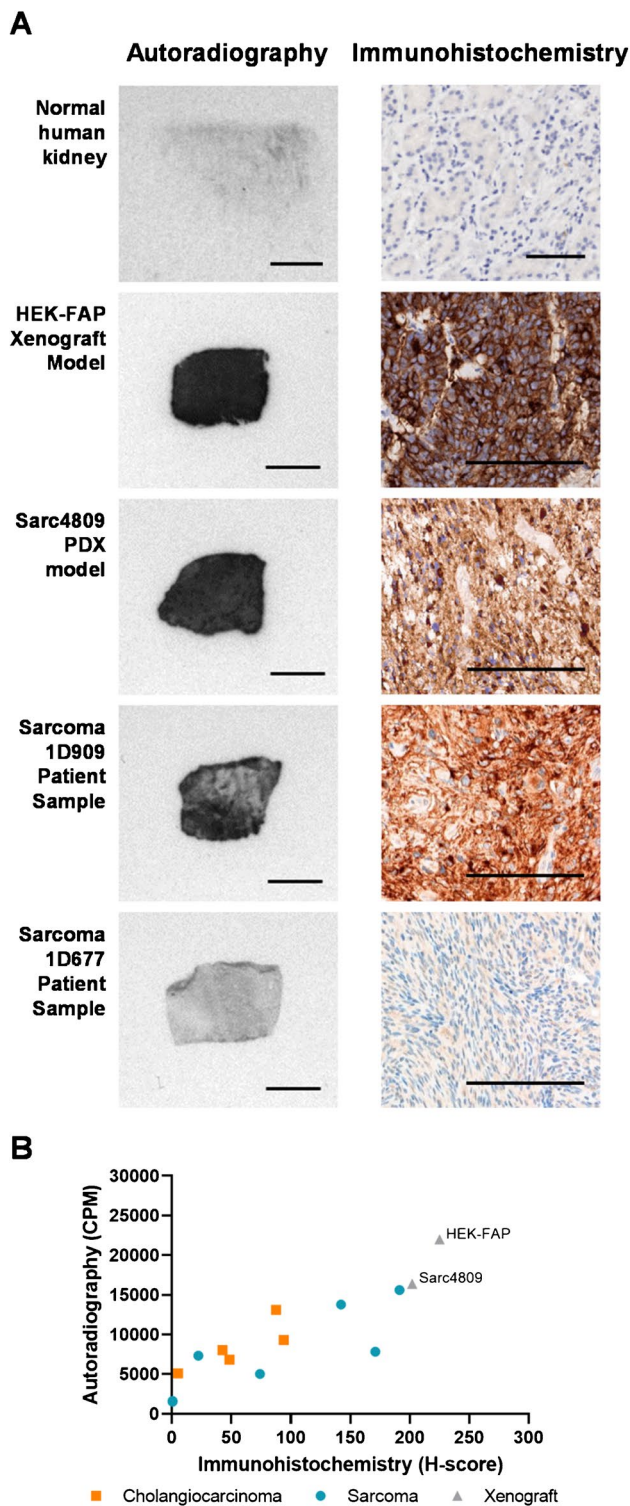 A
Autoradiography Immunohistochemistry
Normal
human
kidney
HEK-FAP
Xenograft
Model
Sarc4809
PDX
model
Sarcoma
1D909
Patient
Sample
Sarcoma
1D677
Patient
Sample
B
Autoradiography (CPM)
30000
25000
20000
15000
10000
5000
0
HEK-FAP
Sarc4809
0 50 100 150 200 250 300
Immunohistochemistry (H-score)
Cholangiocarcinoma Sarcoma Xenograft